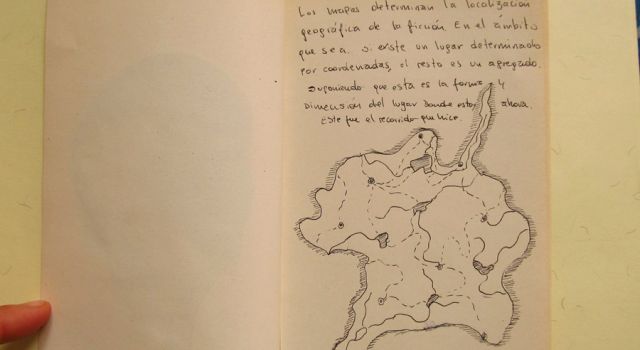 Los mapas determinan la localización
geográfica de la ficción. En el ámbito
que sea. si existe un lugar determinado
por coordenadas, el resto es un agregado.
suponiendo que esta es la forma y
dimensión del lugar donde estoy ahora.
Este fue el recorrido que hice.